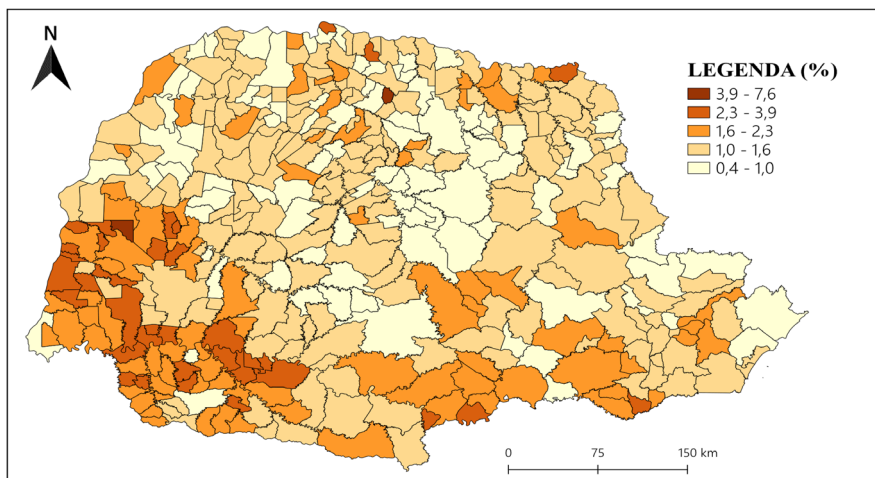 N
LEGENDA (%)
3,9 - 7,6
2,3 - 3,9
1,6 - 2,3
1,0 - 1,6
0,4 - 1,0
0 75 150 km